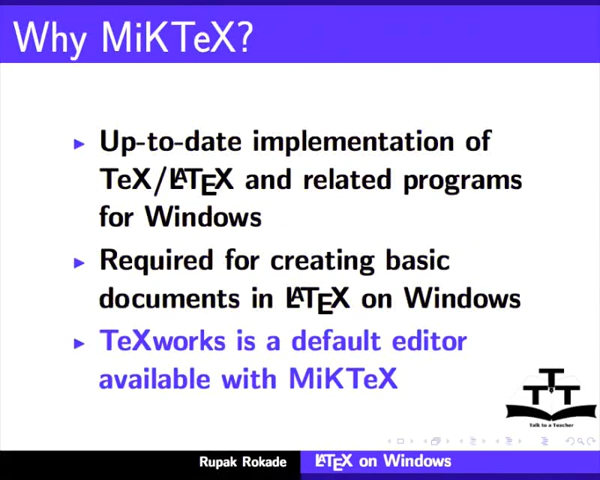 Why MiKTeX?
Up-to-date implementation of
TeX/LATEX and related programs
for Windows
Required for creating basic
documents in LATEX on Windows
TeXworks is a default editor
available with MiKTeX
TTT
Talk to a Teacher
Rupak Rokade LATEX on Windows